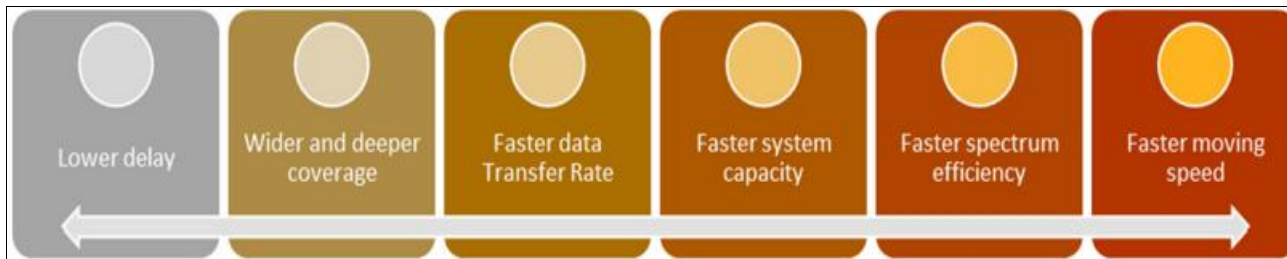 Lower delay
Wider and deeper
coverage
Faster data
Transfer Rate
Faster system
capacity
Faster spectrum
efficiency
Faster moving
speed